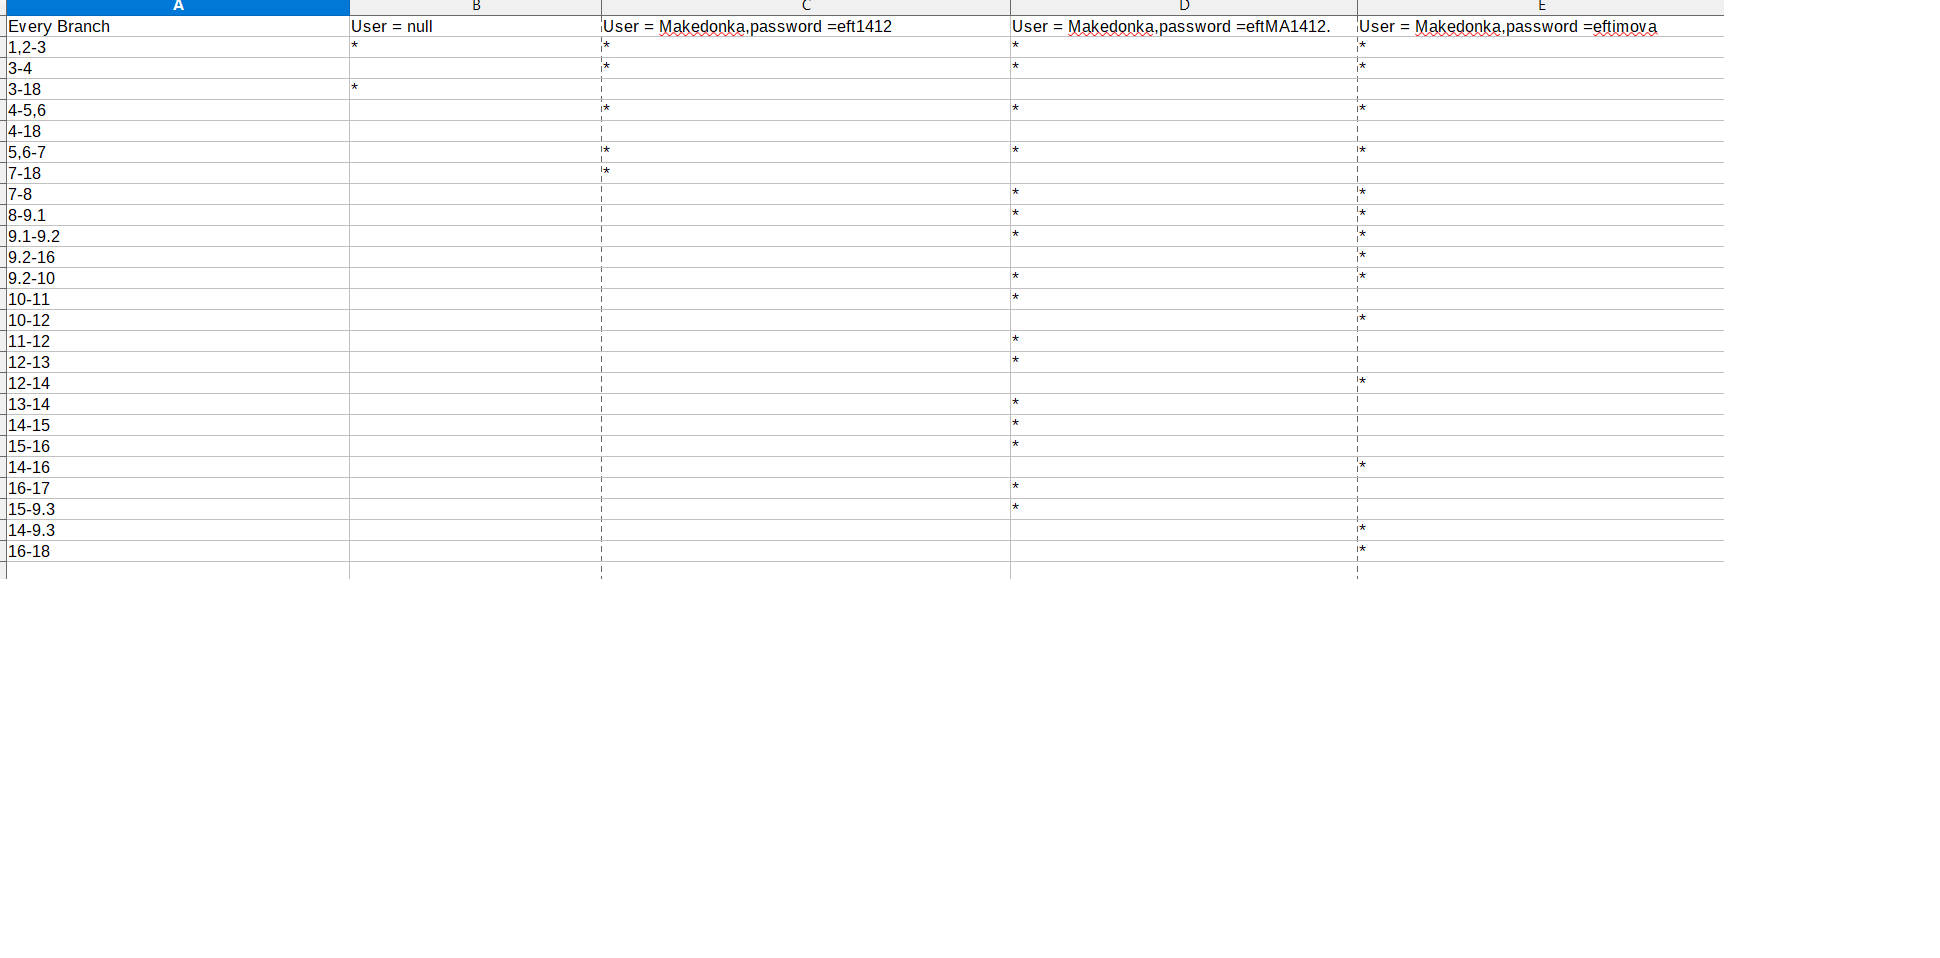 A B C D E
Every Branch User = null User = Makedonka,password =eft1412 User = Makedonka,password =eftMA1412. User = Makedonka,password =eftimova
1,2-3 * * * *
3-4 * * *
3-18 *
4-5,6 * * *
4-18
5,6-7 * * *
7-18 *
7-8 * *
8-9.1 * *
9.1-9.2 * *
9.2-16 *
9.2-10 * *
10-11 *
10-12 *
11-12 *
12-13 *
12-14 *
13-14 *
14-15 *
15-16 *
14-16 *
16-17 *
15-9.3 *
14-9.3 *
16-18 *